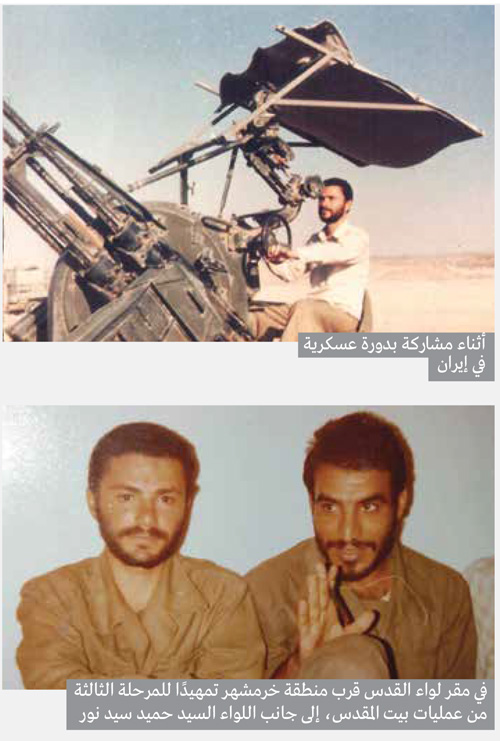 أثناء مشاركة بدورة عسكرية
في إيران
في مقر لواء القدس قرب منطقة خرمشهر تمهيدًا للمرحلة الثالثة
من عمليات بيت المقدس، إلى جانب اللواء السيد حميد سيد نور